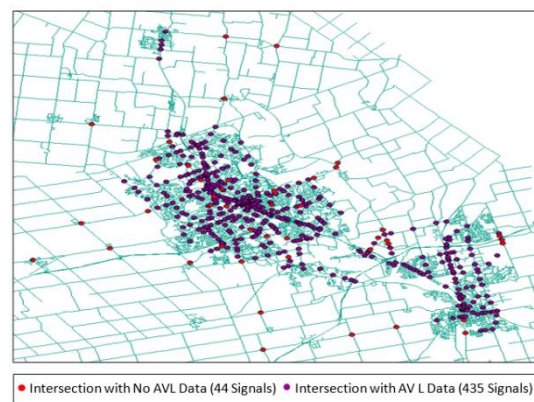 Intersection with No AVL Data (44 Signals) Intersection with AV L Data (435 Signals)